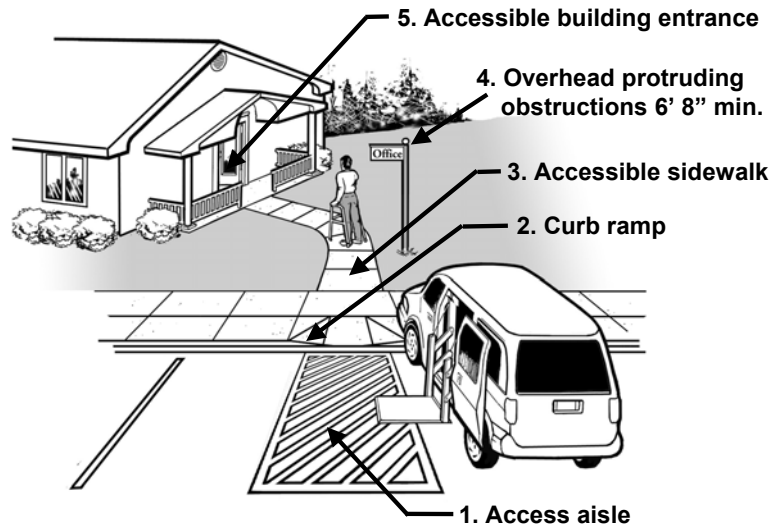 5. Accessible building entrance
4. Overhead protruding
obstructions 6’ 8” min.
Office
3. Accessible sidewalk
2. Curb ramp
1. Access aisle